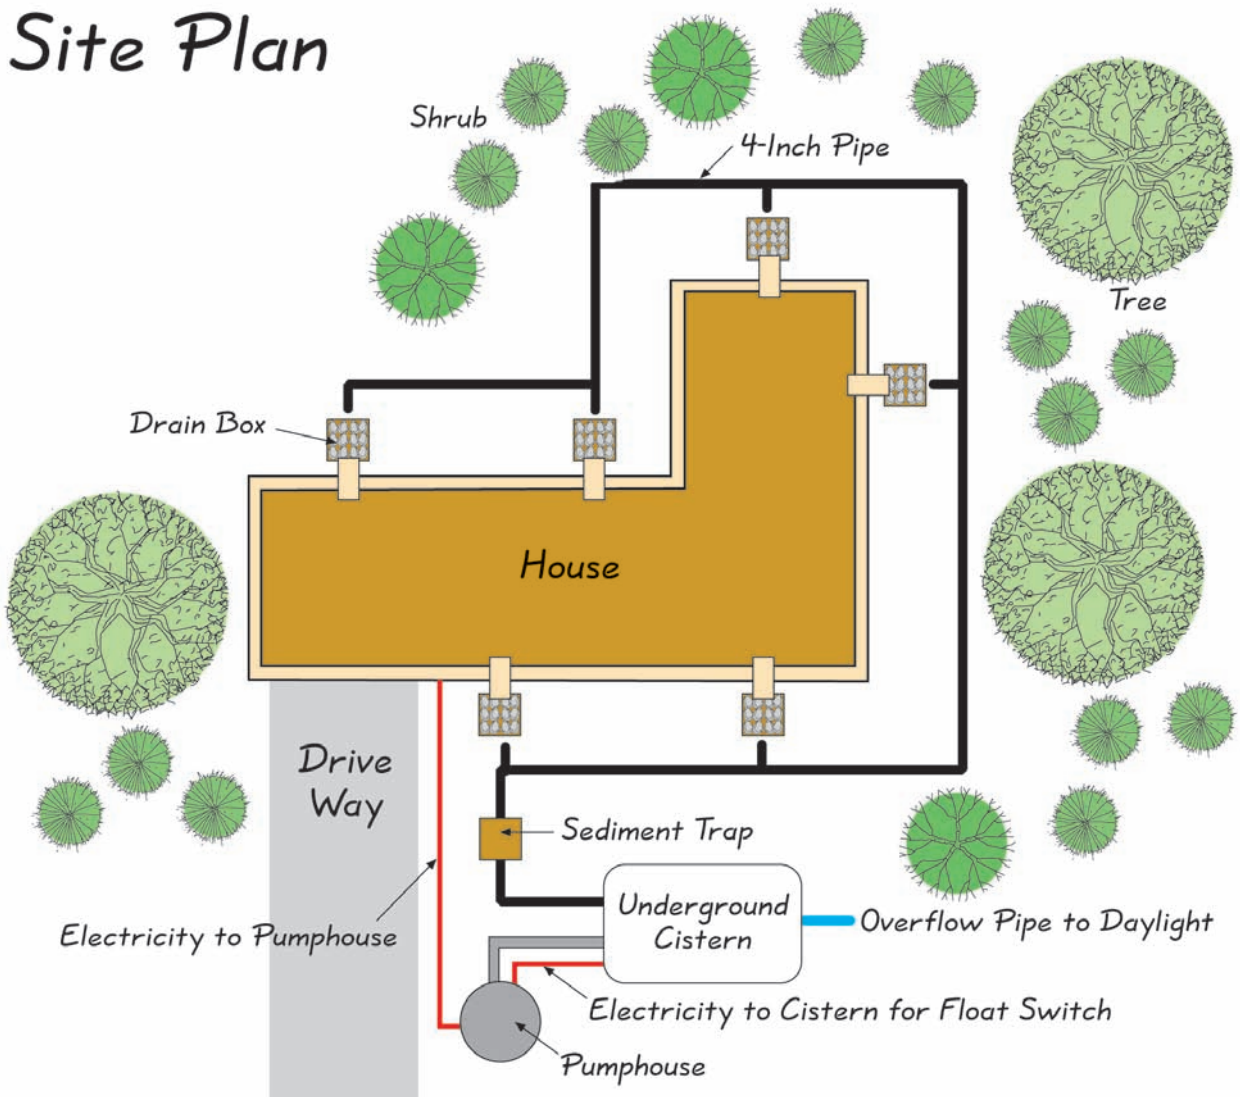 Site Plan
Shrub
4-Inch Pipe
Tree
Drain Box
House
Drive
Way
Sediment Trap
Underground
Cistern
Overflow Pipe to Daylight
Electricity to Pumphouse
Electricity to Cistern for Float Switch
Pumphouse